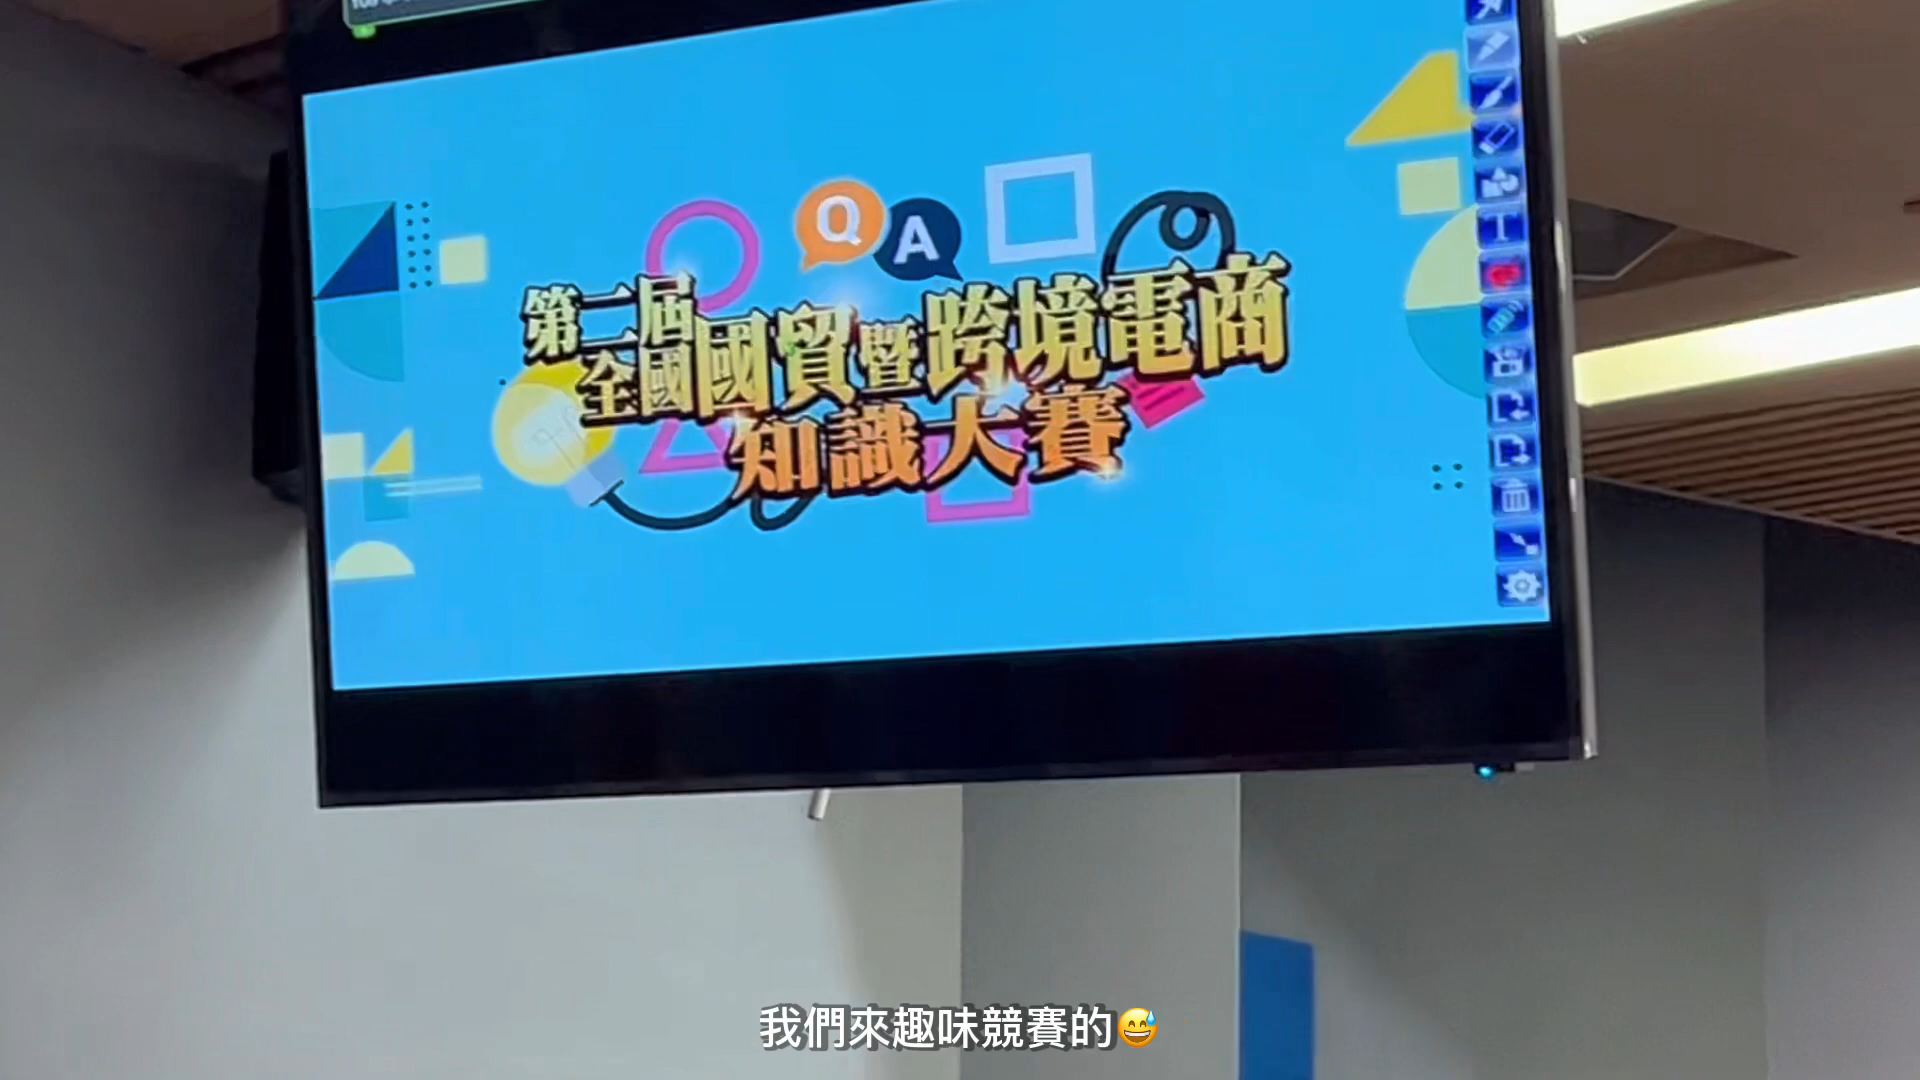 Q A
第二屆
全國國貿暨跨境電商
知識大賽
T
我們來趣味競賽的😅